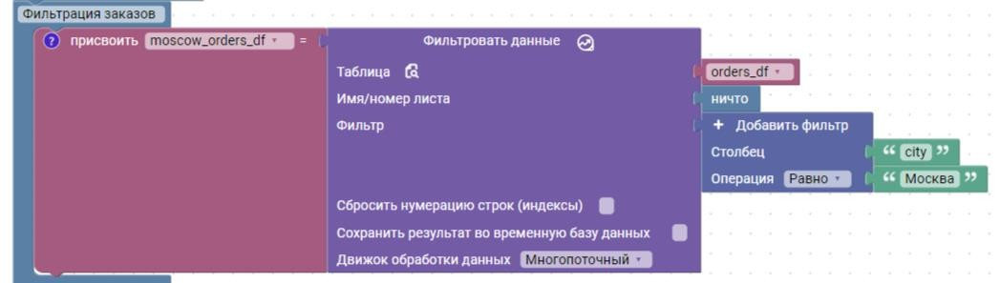 Фильтрация заказов
? присвоить moscow_orders_df = Фильтровать данные
Таблица orders_df
Имя/номер листа ничто
Фильтр + Добавить фильтр
Столбец “ city ”
Операция Равно “ Москва ”
Сбросить нумерацию строк (индексы)
Сохранить результат во временную базу данных
Движок обработки данных Многопоточный